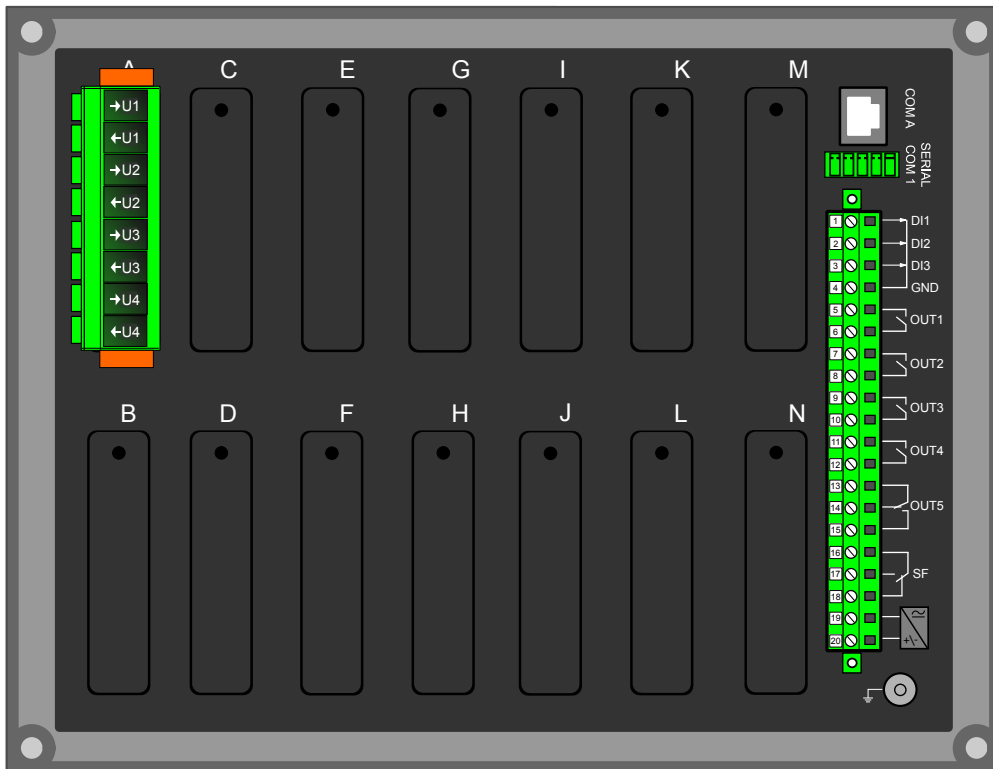 A C E G I K M
→U1
←U1
→U2
←U2
→U3
←U3
→U4
←U4
B D F H J L N
COM A
SERIAL
COM 1
1 DI1
2 DI2
3 DI3
4 GND
5
OUT1
6
7
OUT2
8
9
OUT3
10
11
OUT4
12
13
14 OUT5
15
16
17 SF
18
19
20 +/-